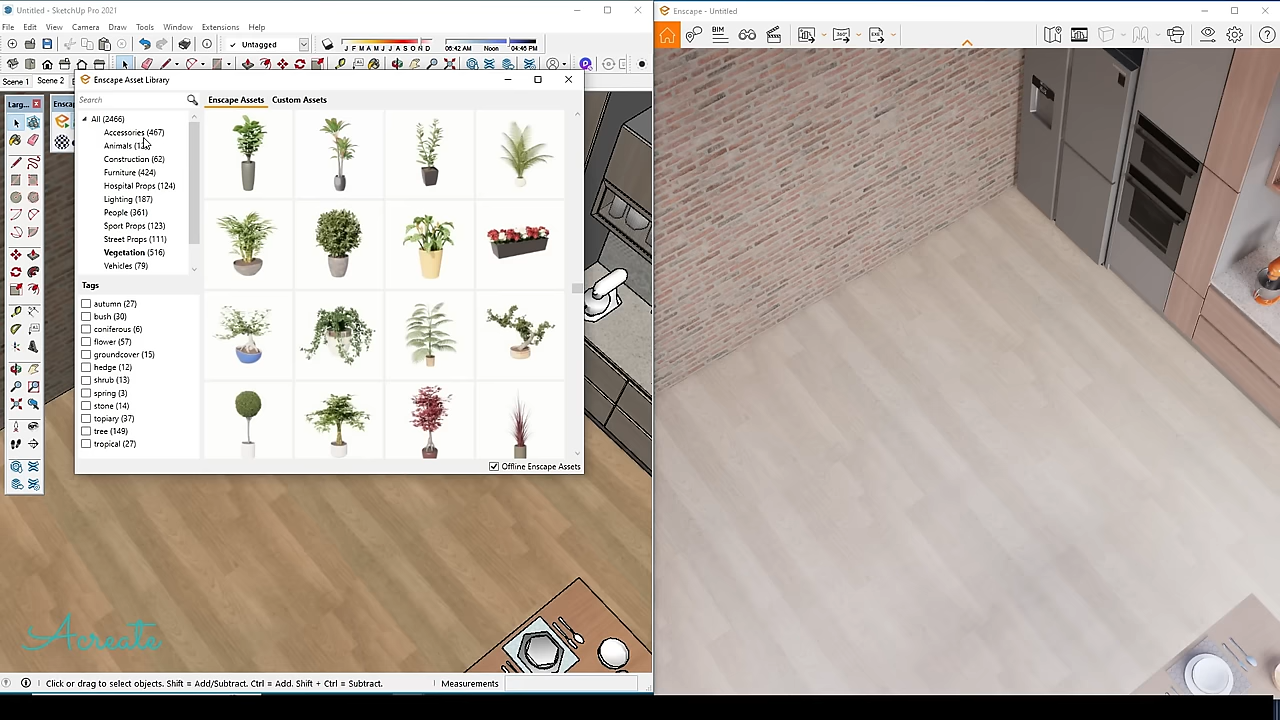 Untitled - SketchUp Pro 2021
File Edit View Camera Draw Tools Window Extensions Help
Untagged
J F M A M J J A S O N D
06:42 AM Noon 04:46 PM
Scene 1 Scene 2
Larg...
Ensca
Enscape Asset Library
Search
Enscape Assets Custom Assets
All (2466)
Accessories (467)
Construction (62)
Furniture (424)
Hospital Props (124)
Lighting (187)
People (361)
Sport Props (123)
Street Props (111)
Vegetation (516)
Vehicles (79)
Tags
autumn (27)
bush (30)
coniferous (6)
flower (57)
groundcover (15)
hedge (12)
shrub (13)
spring (3)
stone (14)
topiary (37)
tree (149)
tropical (27)
Offline Enscape Assets
Acreate
Click or drag to select objects. Shift = Add/Subtract. Ctrl = Add. Shift + Ctrl = Subtract.
Measurements
Enscape - Untitled
BIM